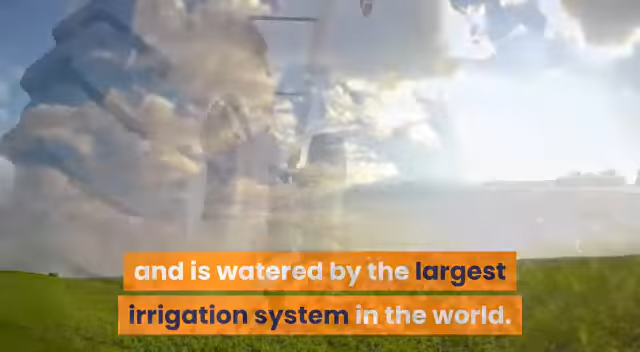 and is watered by the largest
irrigation system in the world.